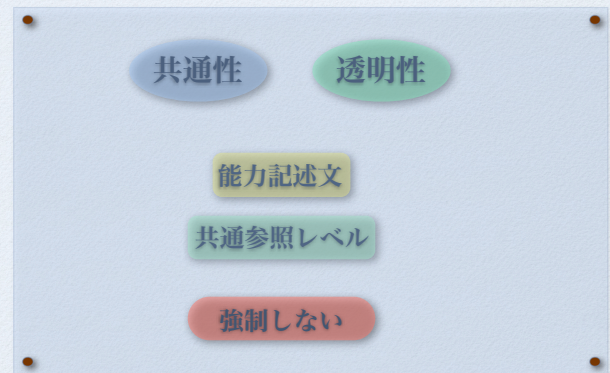 共通性 透明性
能力記述文
共通参照レベル
強制しない